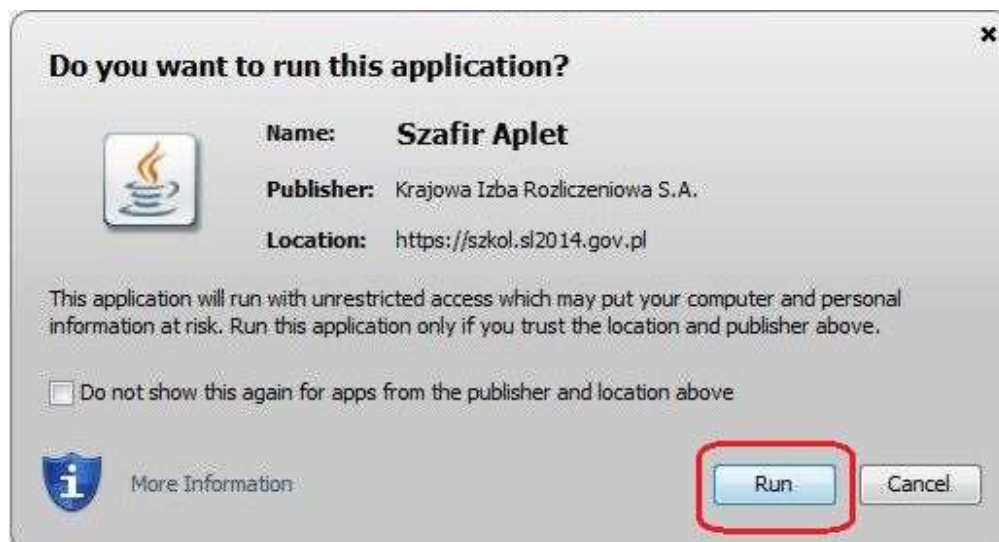 Do you want to run this application?
Name: Szafir Aplet
Publisher: Krajowa Izba Rozliczeniowa S.A.
Location: https://szkol.sl2014.gov.pl
This application will run with unrestricted access which may put your computer and personal
information at risk. Run this application only if you trust the location and publisher above.
Do not show this again for apps from the publisher and location above
More Information
Run Cancel